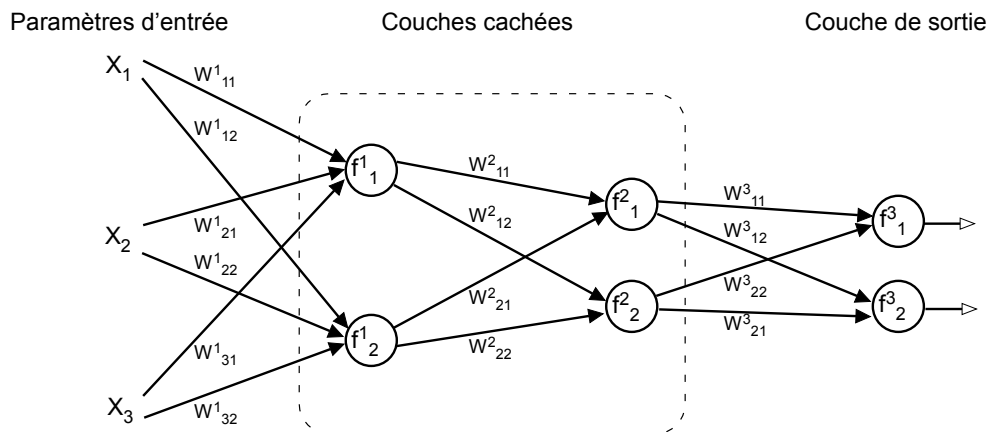 Paramètres d’entrée
Couches cachées
Couche de sortie
X1
X2
X3
W¹11
W¹12
W¹21
W¹22
W¹31
W¹32
f¹1
f¹2
W²11
W²12
W²21
W²22
f²1
f²2
W³11
W³12
W³22
W³21
f³1
f³2